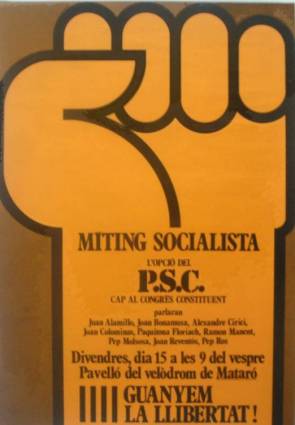 MITING SOCIALISTA
L'OPCIÓ DEL
P.S.C.
CAP AL CONGRÉS CONSTITUENT
parlaran
Juan Alamillo, Joan Bonamusa, Alexandre Cirici,
Joan Colominas, Paquitona Floriach, Ramon Manent,
Pep Molsosa, Joan Reventós, Pep Ros
Divendres, dia 15 a les 9 del vespre
Pavelló del velòdrom de Mataró
GUANYEM
LA LLIBERTAT!